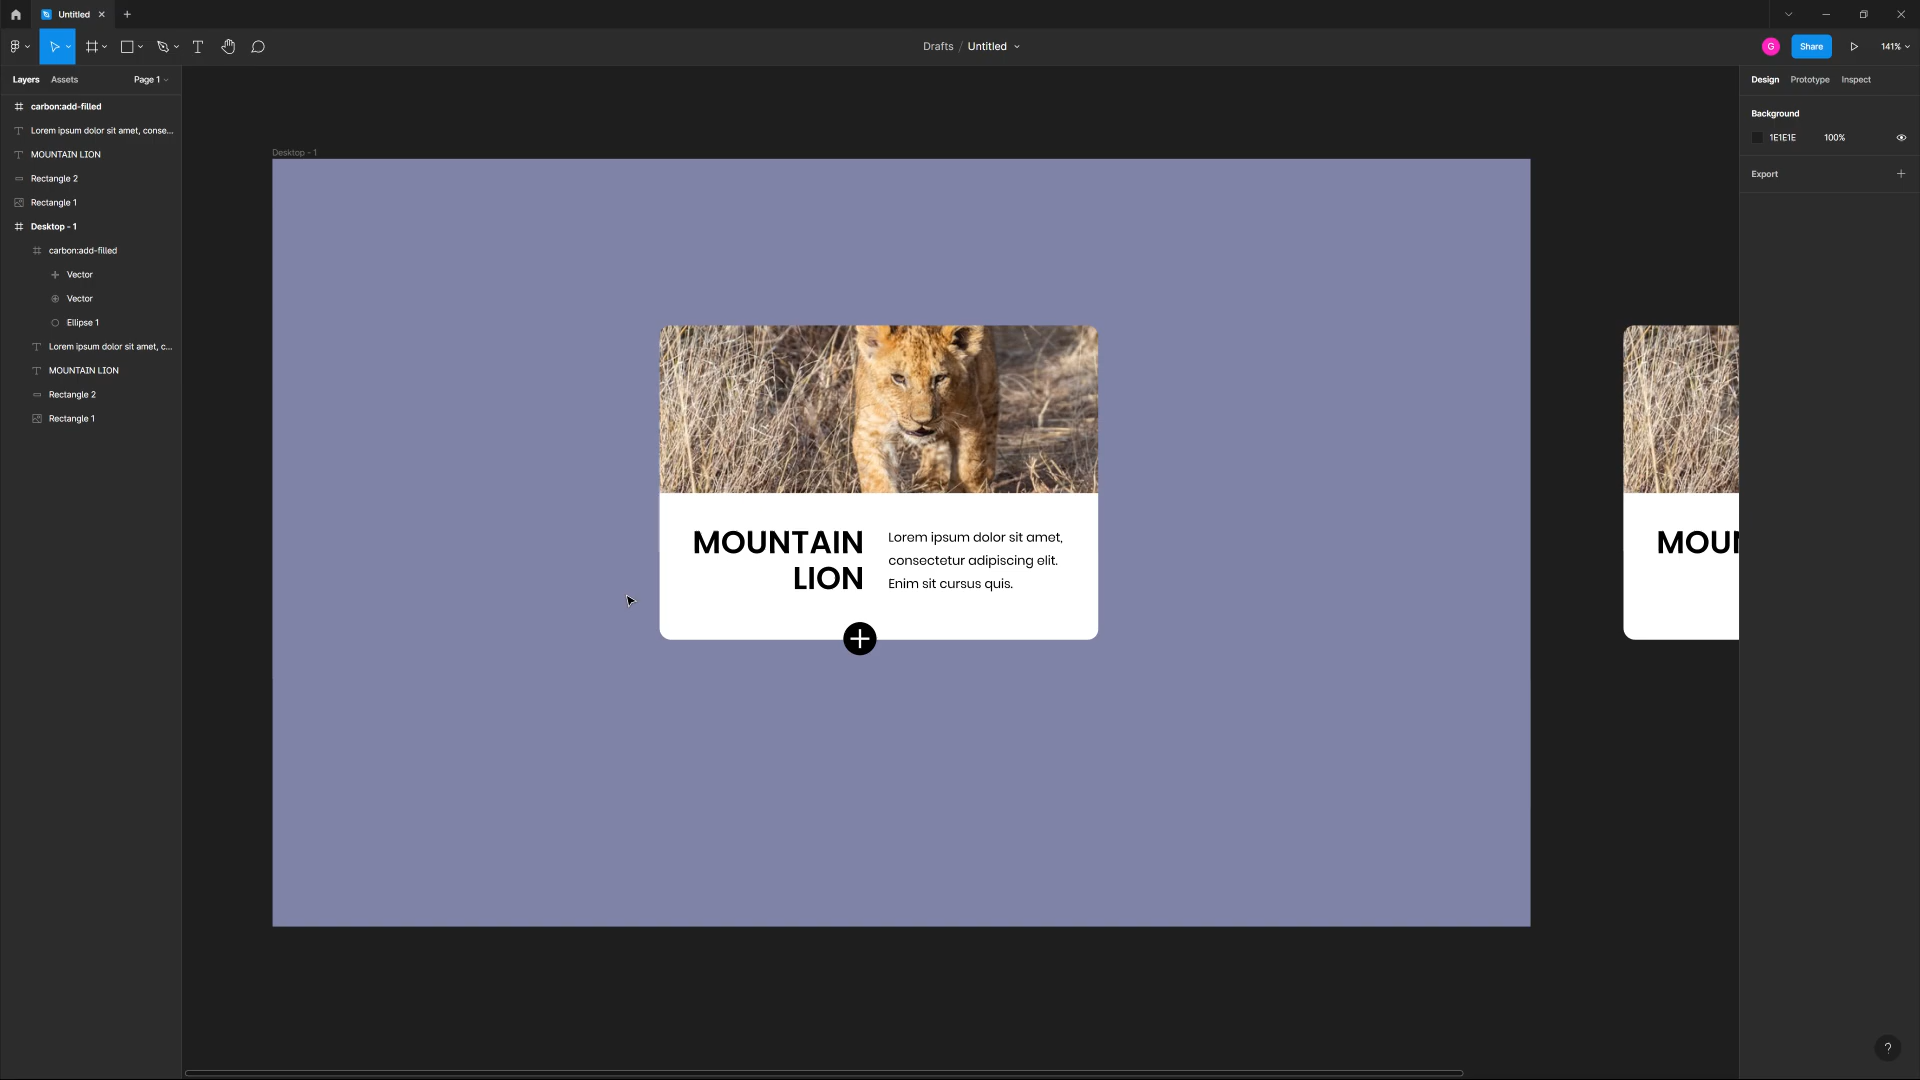 Untitled
Drafts / Untitled
G
Share
141%
Layers
Assets
Page 1
carbon:add-filled
Lorem ipsum dolor sit amet, conse...
MOUNTAIN LION
Rectangle 2
Rectangle 1
Desktop - 1
carbon:add-filled
Vector
Vector
Ellipse 1
Lorem ipsum dolor sit amet, c...
MOUNTAIN LION
Rectangle 2
Rectangle 1
Desktop - 1
MOUNTAIN
LION
Lorem ipsum dolor sit amet,
consectetur adipiscing elit.
Enim sit cursus quis.
MOUN
Design
Prototype
Inspect
Background
1E1E1E
100%
Export
?